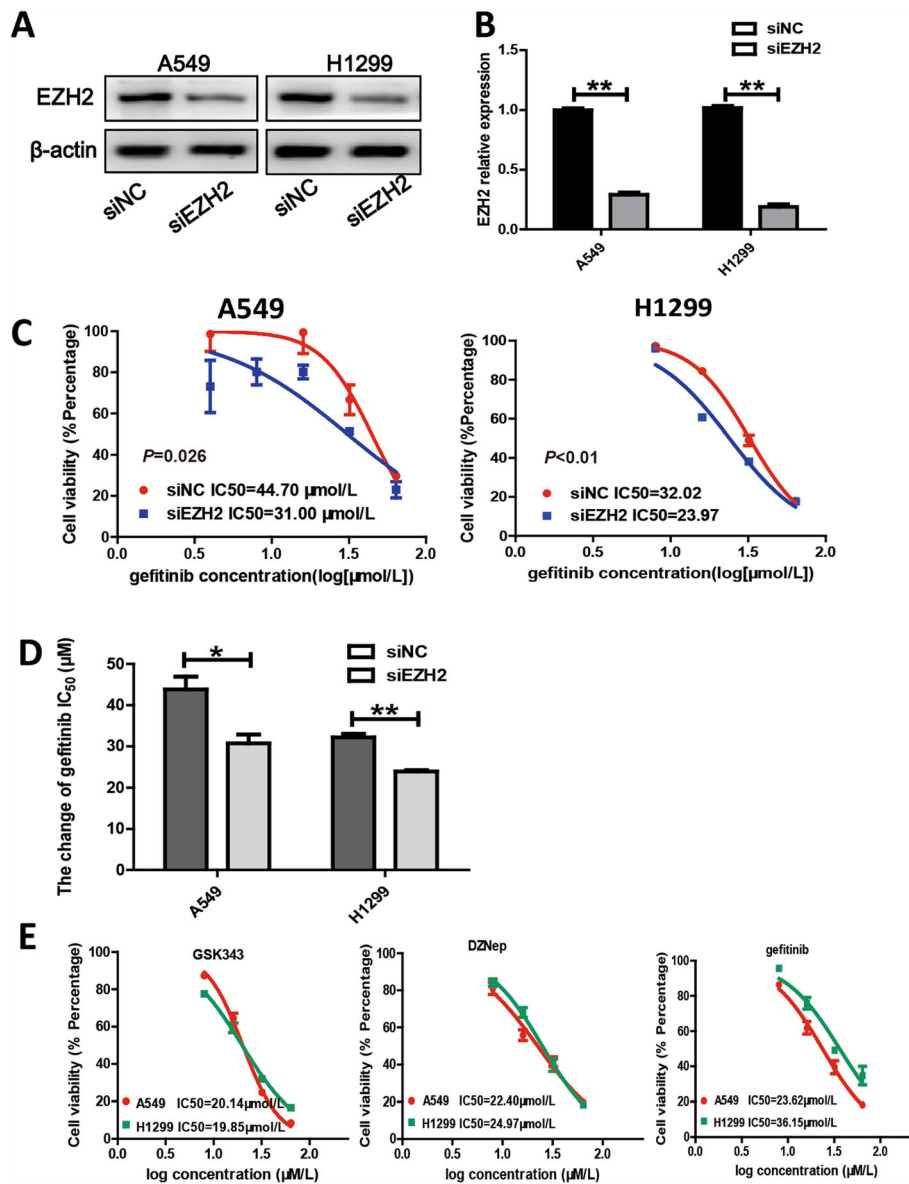 A
A549
H1299
EZH2
β-actin
siNC
siEZH2
siNC
siEZH2
B
siNC
siEZH2
EZH2 relative expression
1.5
1.0
0.5
0.0
**
**
A549
H1299
C
A549
Cell viability (%Percentage)
100
80
60
40
20
0
P=0.026
siNC IC50=44.70 µmol/L
siEZH2 IC50=31.00 µmol/L
0.0 0.5 1.0 1.5 2.0
gefitinib concentration(log[µmol/L])
H1299
Cell viability (%Percentage)
100
80
60
40
20
0
P<0.01
siNC IC50=32.02
siEZH2 IC50=23.97
0.0 0.5 1.0 1.5 2.0
gefitinib concentration(log[µmol/L])
D
siNC
siEZH2
The change of gefitinib IC50 (µM)
50
40
30
20
10
0
*
**
A549
H1299
E
GSK343
Cell viability (% Percentage)
100
80
60
40
20
0
A549 IC50=20.14µmol/L
H1299 IC50=19.85µmol/L
0.0 0.5 1.0 1.5 2.0
log concentration (µM/L)
DZNep
Cell viability (% Percentage)
100
80
60
40
20
0
A549 IC50=22.40µmol/L
H1299 IC50=24.97µmol/L
0.0 0.5 1.0 1.5 2.0
log concentration (µM/L)
gefitinib
Cell viability (% Percentage)
100
80
60
40
20
0
A549 IC50=23.62µmol/L
H1299 IC50=36.15µmol/L
0.0 0.5 1.0 1.5 2.0
log concentration (µM/L)